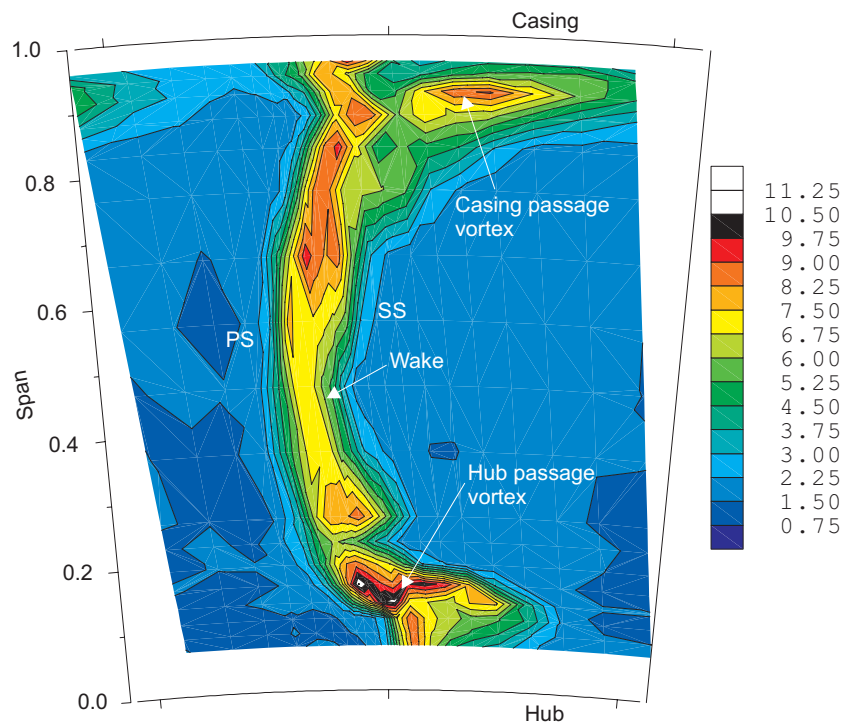 Casing
1.0
0.8
0.6
0.4
0.2
0.0
Span
Casing passage
vortex
SS
PS
Wake
Hub passage
vortex
Hub
11.25
10.50
9.75
9.00
8.25
7.50
6.75
6.00
5.25
4.50
3.75
3.00
2.25
1.50
0.75